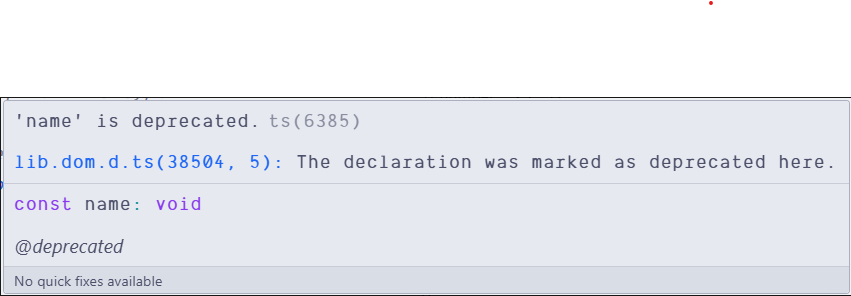 'name' is deprecated. ts(6385)
lib.dom.d.ts(38504, 5): The declaration was marked as deprecated here.
const name: void
@deprecated
No quick fixes available